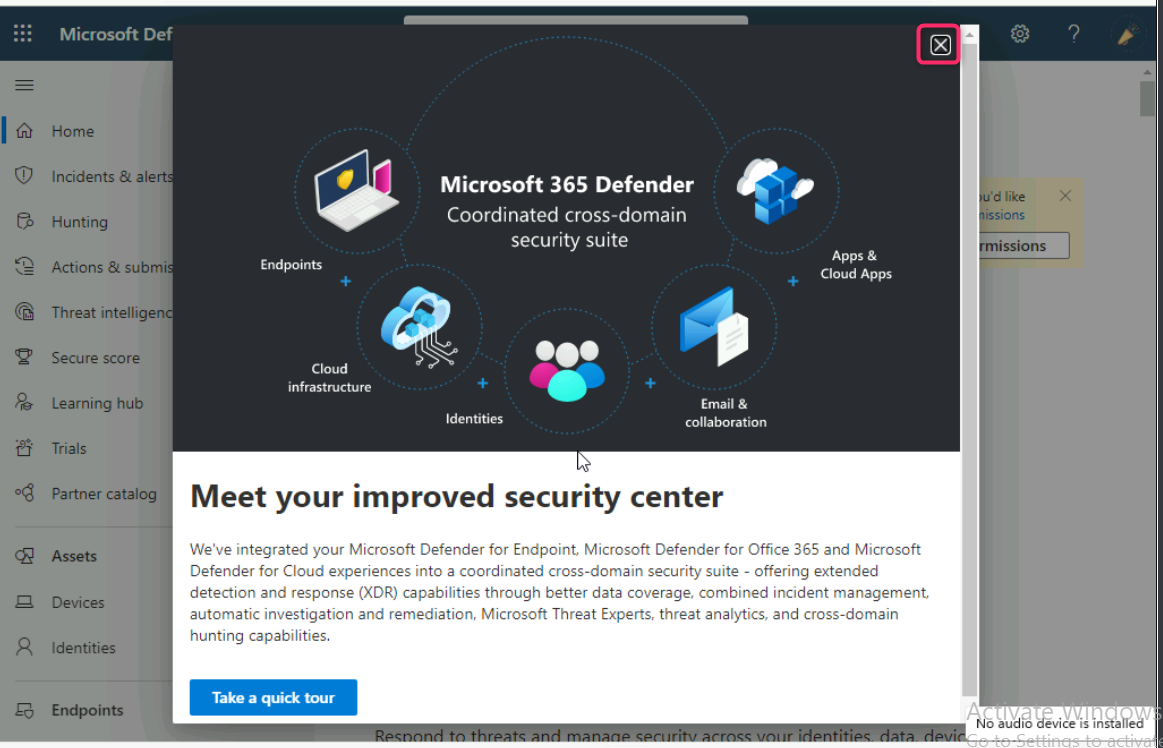 Microsoft Def
Home
Incidents & alerts
Hunting
Actions & submis
Threat intelligenc
Secure score
Learning hub
Trials
Partner catalog
Assets
Devices
Identities
Endpoints
Microsoft 365 Defender
Coordinated cross-domain
security suite
Endpoints
Apps &
Cloud Apps
Cloud
infrastructure
Identities
Email &
collaboration
Meet your improved security center
We've integrated your Microsoft Defender for Endpoint, Microsoft Defender for Office 365 and Microsoft
Defender for Cloud experiences into a coordinated cross-domain security suite - offering extended
detection and response (XDR) capabilities through better data coverage, combined incident management,
automatic investigation and remediation, Microsoft Threat Experts, threat analytics, and cross-domain
hunting capabilities.
Take a quick tour
ou'd like
missions
rmissions
Respond to threats and manage security across your identities, data, devic
Activate Windows
No audio device is installed
Go to Settings to activate